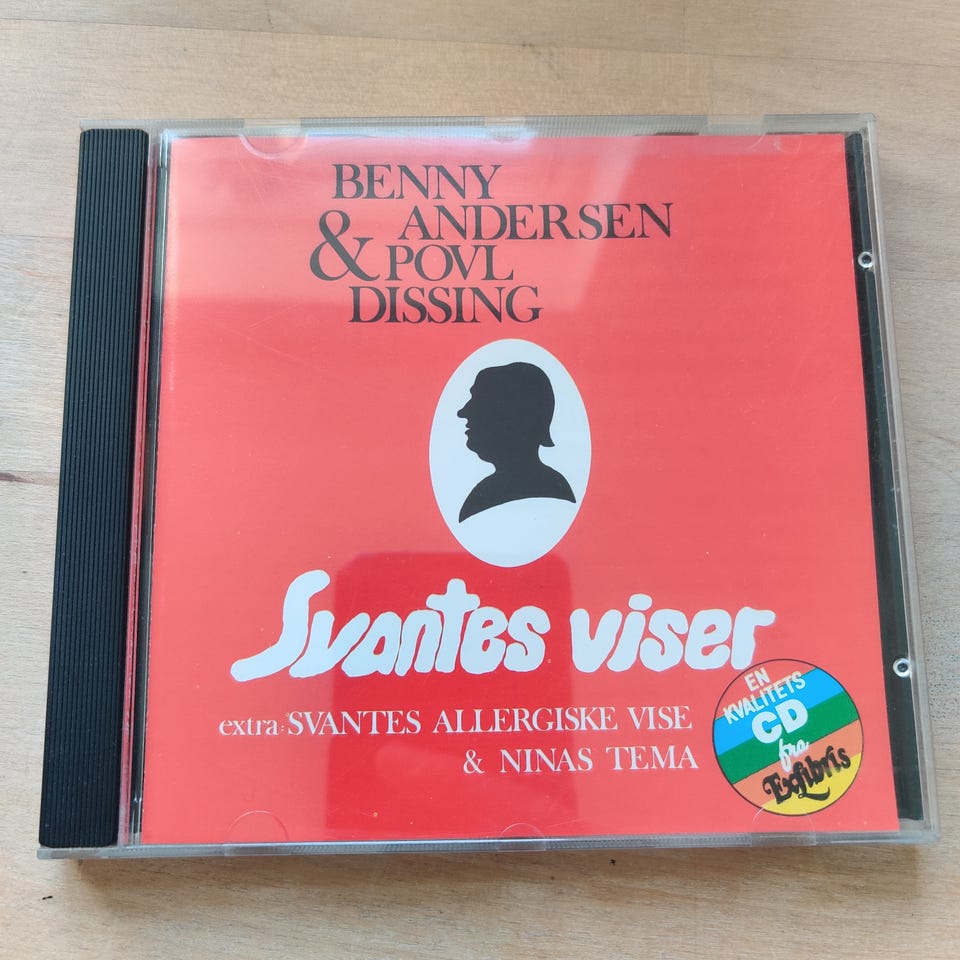 BENNY
ANDERSEN
& POVL
DISSING
Svantes viser
extra: SVANTES ALLERGISKE VISE
& NINAS TEMA
EN
KVALITETS
CD
fra
Exlibris